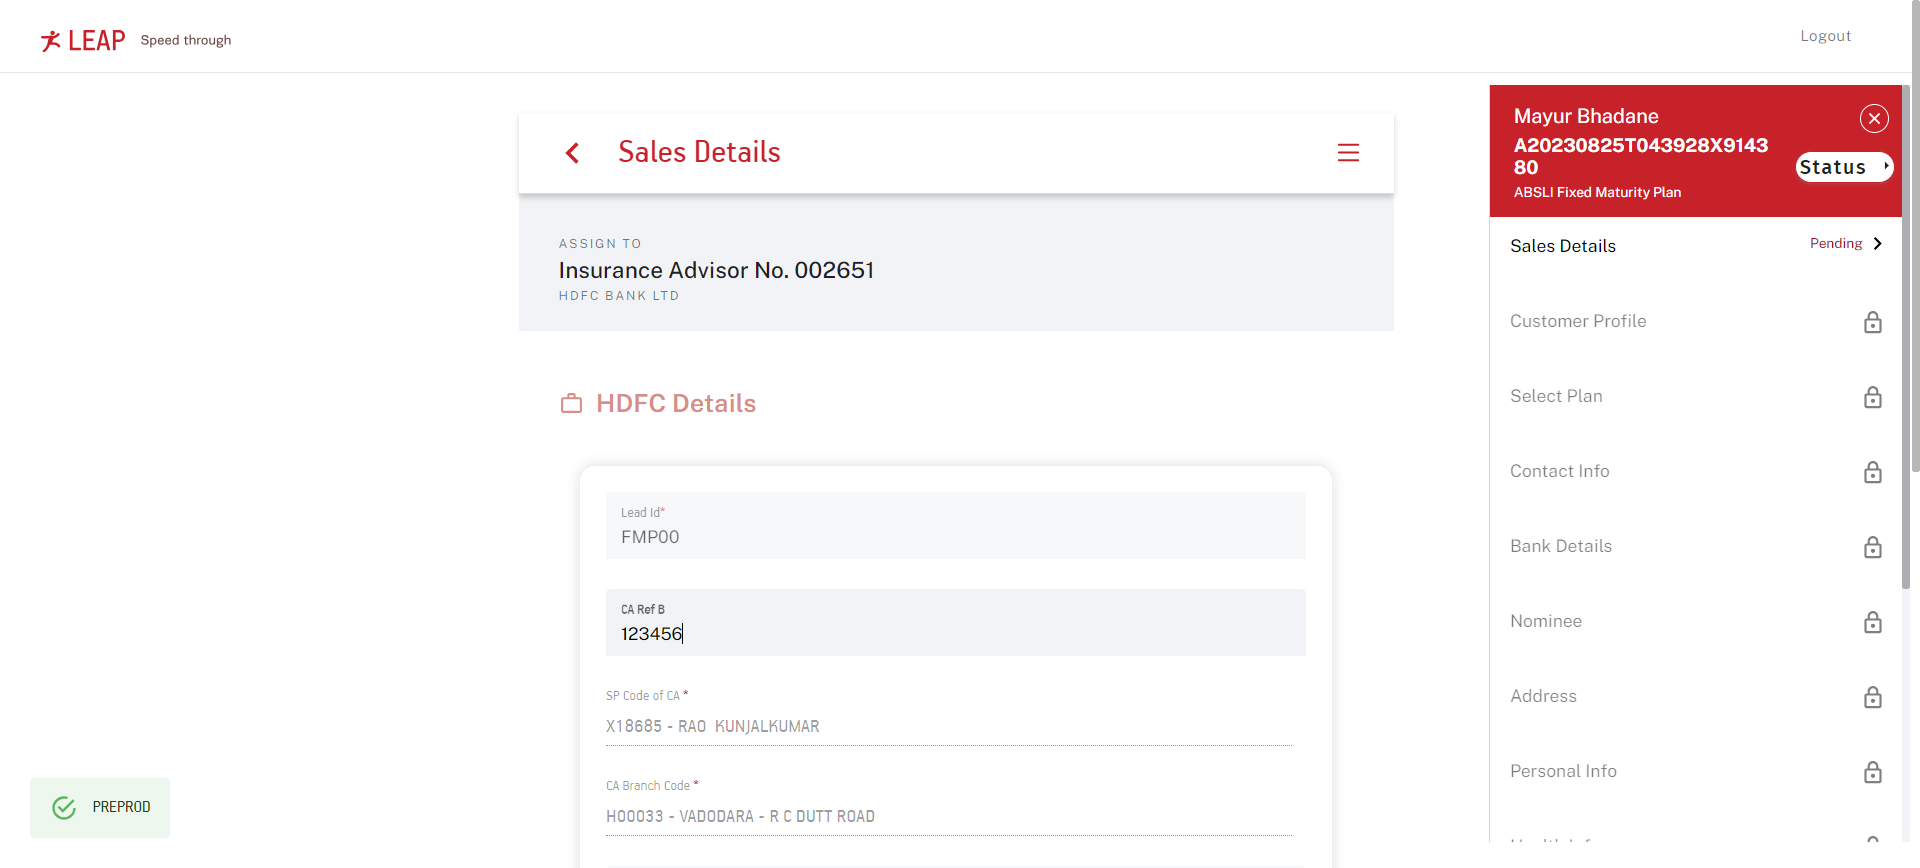 LEAP Speed through
Logout
Sales Details
ASSIGN TO
Insurance Advisor No. 002651
HDFC BANK LTD
HDFC Details
Lead Id*
FMP00
CA Ref B
123456
SP Code of CA *
X18685 - RAO KUNJALKUMAR
CA Branch Code *
H00033 - VADODARA - R C DUTT ROAD
PREPROD
Mayur Bhadane
A20230825T043928X9143
80
Status
ABSLI Fixed Maturity Plan
Sales Details Pending
Customer Profile
Select Plan
Contact Info
Bank Details
Nominee
Address
Personal Info